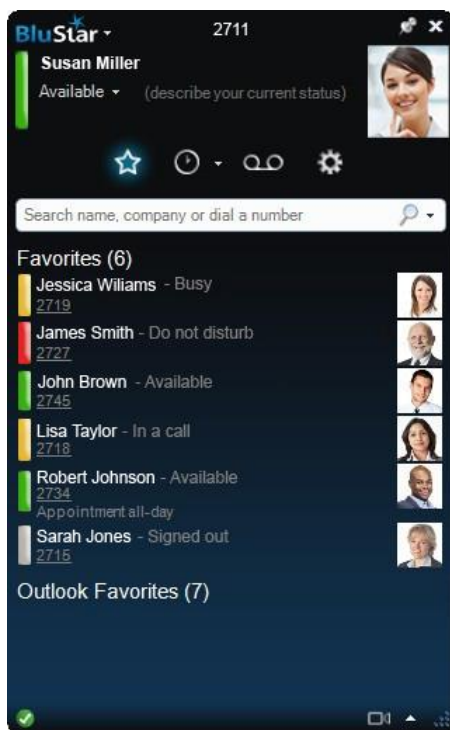 BluStar
2711
Susan Miller
Available (describe your current status)
Search name, company or dial a number
Favorites (6)
Jessica Wiliams - Busy
2719
James Smith - Do not disturb
2727
John Brown - Available
2745
Lisa Taylor - In a call
2718
Robert Johnson - Available
2734
Appointment all-day
Sarah Jones - Signed out
2715
Outlook Favorites (7)